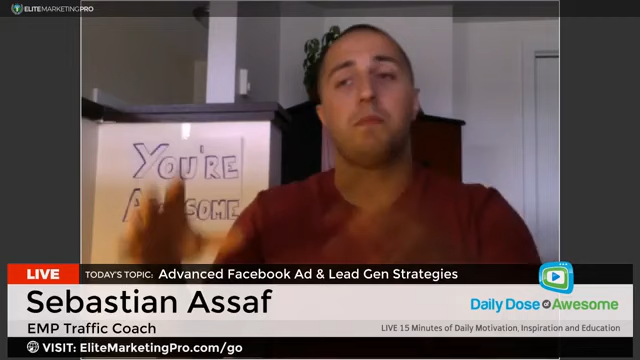 ELITEMARKETINGPRO
YOU'RE
AWESOME
LIVE
TODAY'S TOPIC: Advanced Facebook Ad & Lead Gen Strategies
Sebastian Assaf
EMP Traffic Coach
Daily Dose of Awesome
LIVE 15 Minutes of Daily Motivation, Inspiration and Education
VISIT: EliteMarketingPro.com/go